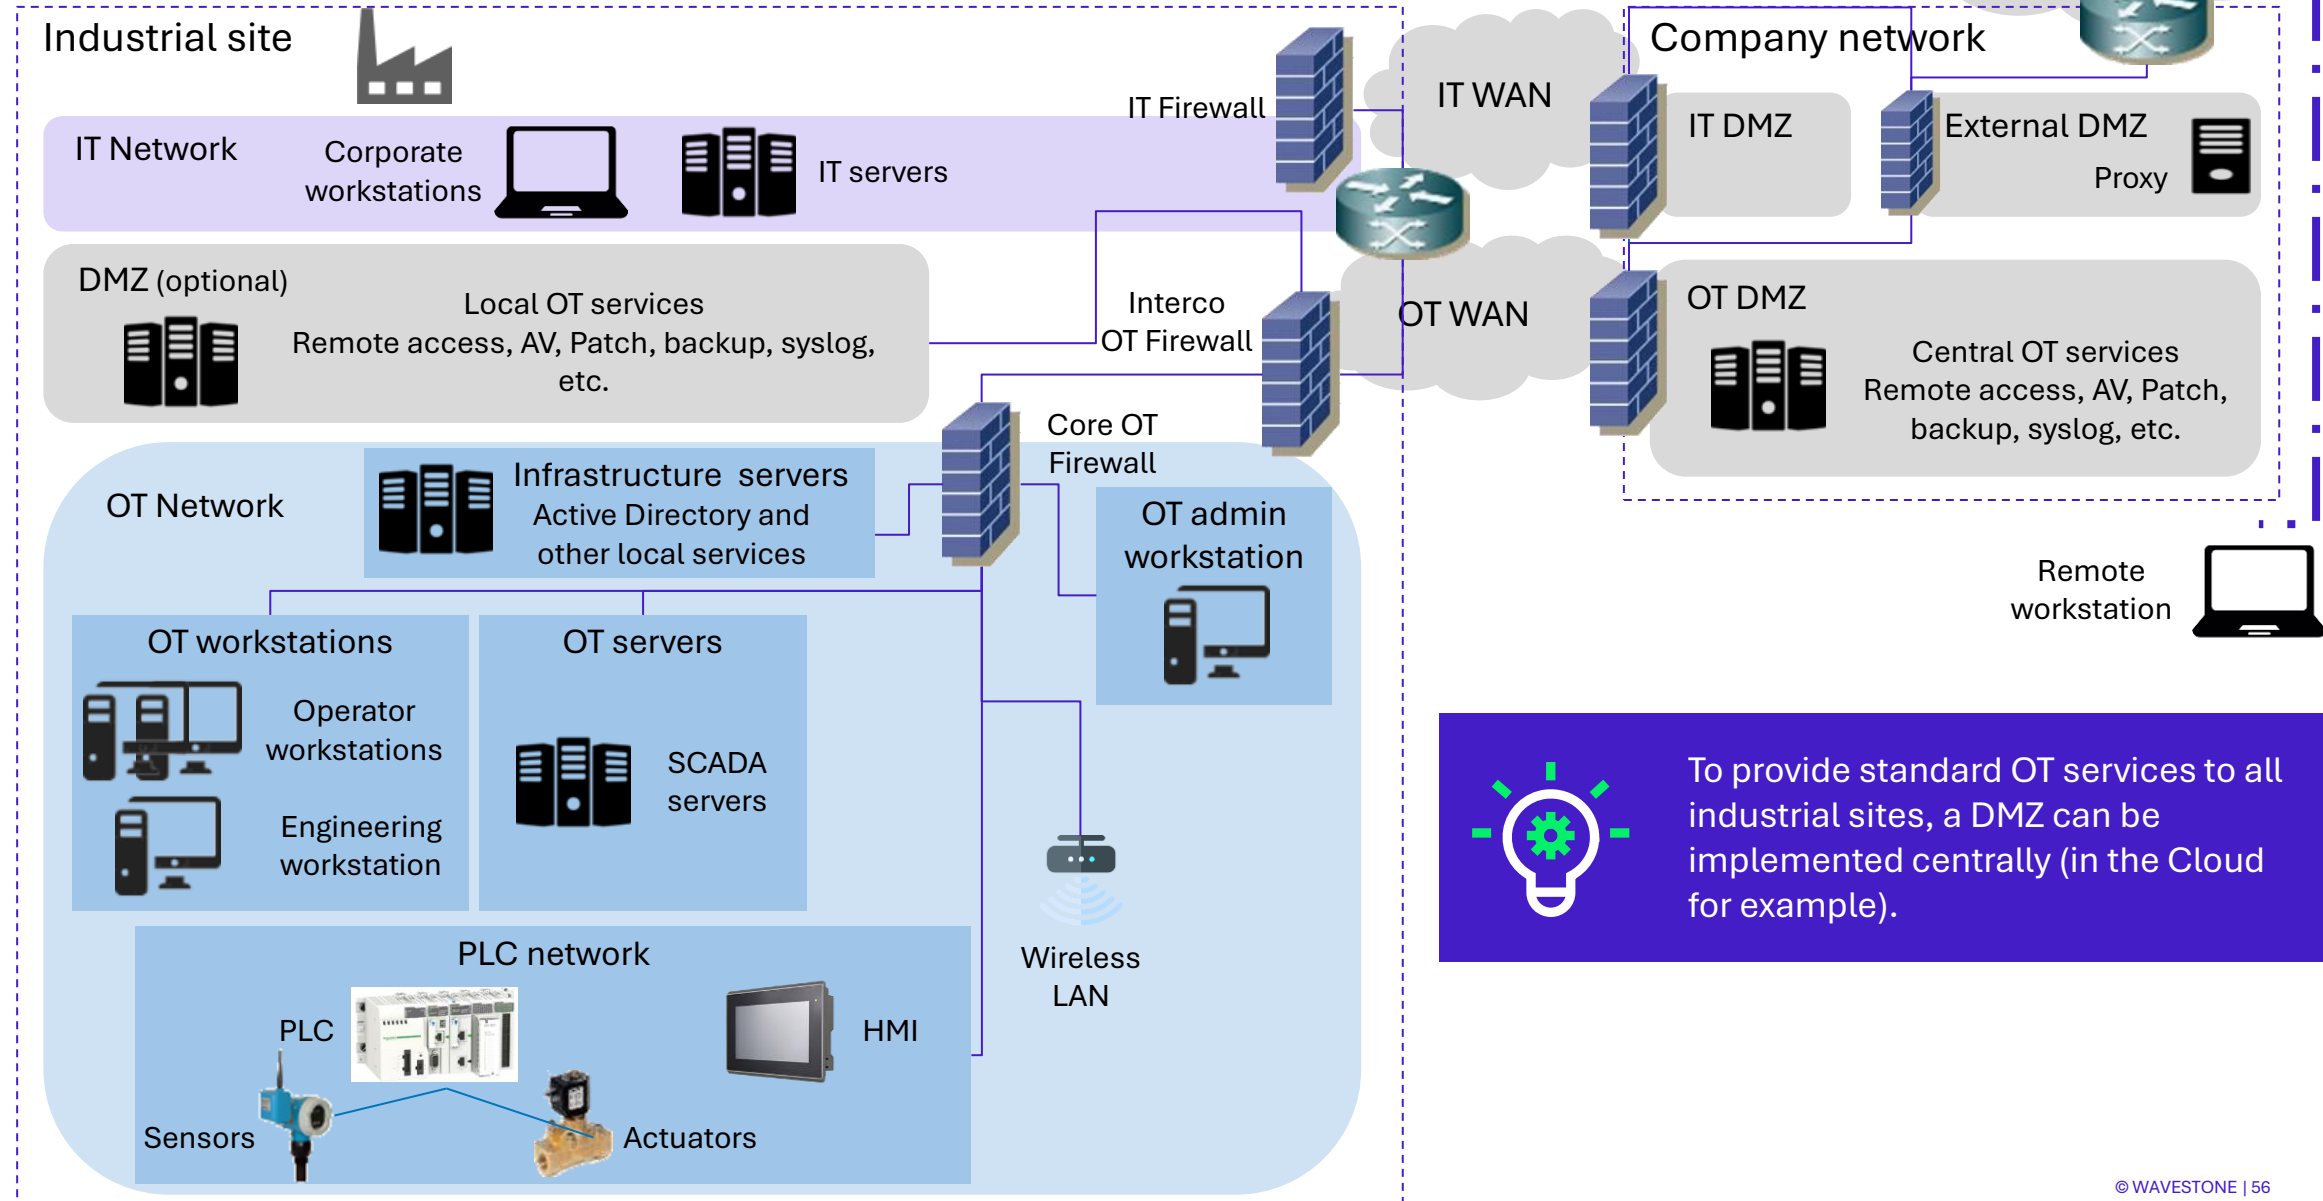 Industrial site
Company network
IT Firewall
IT WAN
IT DMZ
External DMZ
Proxy
IT Network
Corporate
workstations
IT servers
DMZ (optional)
Local OT services
Remote access, AV, Patch, backup, syslog,
etc.
Interco
OT Firewall
OT WAN
OT DMZ
Central OT services
Remote access, AV, Patch,
backup, syslog, etc.
Core OT
Firewall
OT Network
Infrastructure servers
Active Directory and
other local services
OT admin
workstation
Remote
workstation
OT workstations
Operator
workstations
Engineering
workstation
OT servers
SCADA
servers
Wireless
LAN
To provide standard OT services to all
industrial sites, a DMZ can be
implemented centrally (in the Cloud
for example).
PLC network
PLC
HMI
Sensors
Actuators
© WAVESTONE | 56